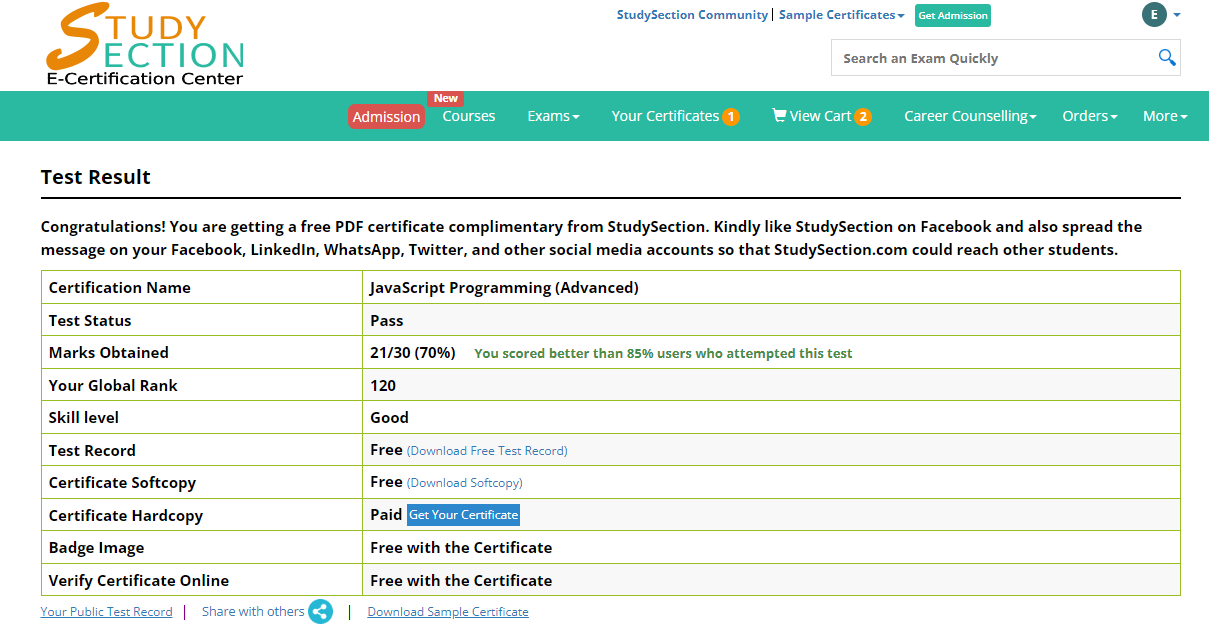 STUDY
SECTION
E-Certification Center
StudySection Community | Sample Certificates Get Admission E
Search an Exam Quickly
New
Admission Courses Exams Your Certificates 1 View Cart 2 Career Counselling Orders More
Test Result
Congratulations! You are getting a free PDF certificate complimentary from StudySection. Kindly like StudySection on Facebook and also spread the
message on your Facebook, LinkedIn, WhatsApp, Twitter, and other social media accounts so that StudySection.com could reach other students.
Certification Name JavaScript Programming (Advanced)
Test Status Pass
Marks Obtained 21/30 (70%) You scored better than 85% users who attempted this test
Your Global Rank 120
Skill level Good
Test Record Free (Download Free Test Record)
Certificate Softcopy Free (Download Softcopy)
Certificate Hardcopy Paid Get Your Certificate
Badge Image Free with the Certificate
Verify Certificate Online Free with the Certificate
Your Public Test Record | Share with others | Download Sample Certificate